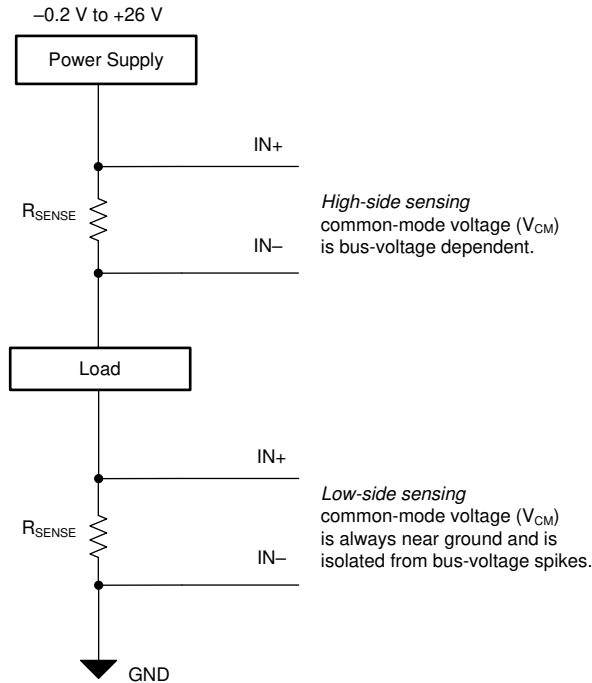 –0.2 V to +26 V
Power Supply
IN+
RSENSE
IN–
High-side sensing
common-mode voltage (VCM)
is bus-voltage dependent.
Load
IN+
RSENSE
IN–
Low-side sensing
common-mode voltage (VCM)
is always near ground and is
isolated from bus-voltage spikes.
GND